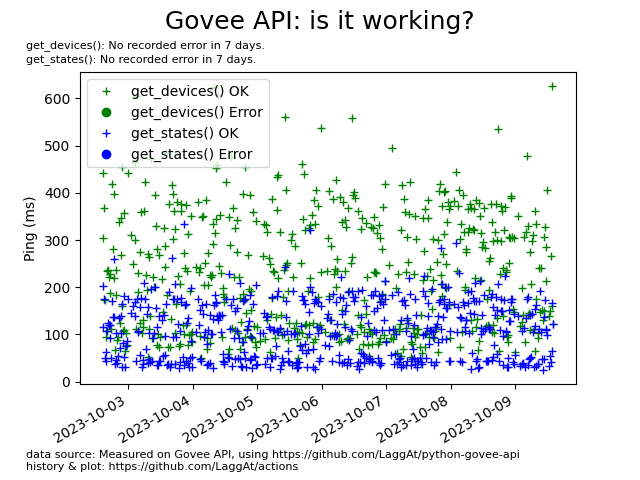 Govee API: is it working?
get_devices(): No recorded error in 7 days.
get_states(): No recorded error in 7 days.
get_devices() OK
get_devices() Error
get_states() OK
get_states() Error
Ping (ms)
600
500
400
300
200
100
0
2023-10-03
2023-10-04
2023-10-05
2023-10-06
2023-10-07
2023-10-08
2023-10-09
data source: Measured on Govee API, using https://github.com/LaggAt/python-govee-api
history & plot: https://github.com/LaggAt/actions